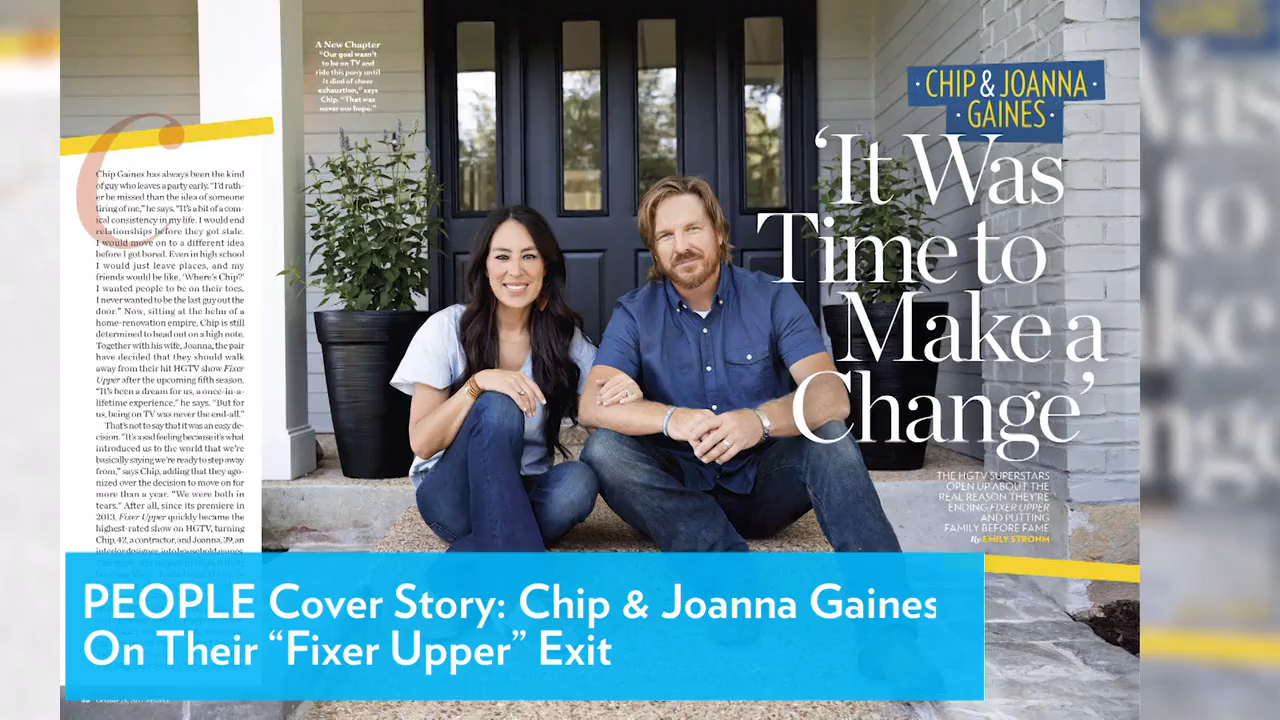 A New Chapter
"Our goal wasn't
to be on TV and
ride this pony until
it died of sheer
exhaustion," says
Chip. "That was
never our hope."
CHIP & JOANNA
GAINES
'It Was
Time to
Make a
Change'
THE HGTV SUPERSTARS
OPEN UP ABOUT THE
REAL REASON THEY'RE
ENDING FIXER UPPER
AND PUTTING
FAMILY BEFORE FAME
By EMILY STROHM
C
Chip Gaines has always been the kind
of guy who leaves a party early. "I'd rath-
er be missed than the idea of someone
tiring of me," he says. "It's a bit of a com-
ical consistency in my life. I would end
relationships before they got stale.
I would move on to a different idea
before I got bored. Even in high school
I would just leave places, and my
friends would be like, 'Where's Chip?'
I wanted people to be on their toes.
I never wanted to be the last guy out the
door." Now, sitting at the helm of a
home-renovation empire, Chip is still
determined to head out on a high note.
Together with his wife, Joanna, the pair
have decided that they should walk
away from their hit HGTV show Fixer
Upper after the upcoming fifth season.
"It's been a dream for us, a once-in-a-
lifetime experience," he says. "But for
us, being on TV was never the end-all."
That's not to say that it was an easy de-
cision. "It's a sad feeling because it's what
introduced us to the world that we're
basically saying we're ready to step away
from," says Chip, adding that they ago-
nized over the decision to move on for
more than a year. "We were both in
tears." After all, since its premiere in
2013, Fixer Upper quickly became the
highest-rated show on HGTV, turning
Chip, 42, a contractor, and Joanna, 39, an
interior designer, into household names.
PEOPLE Cover Story: Chip & Joanna Gaines
On Their "Fixer Upper" Exit